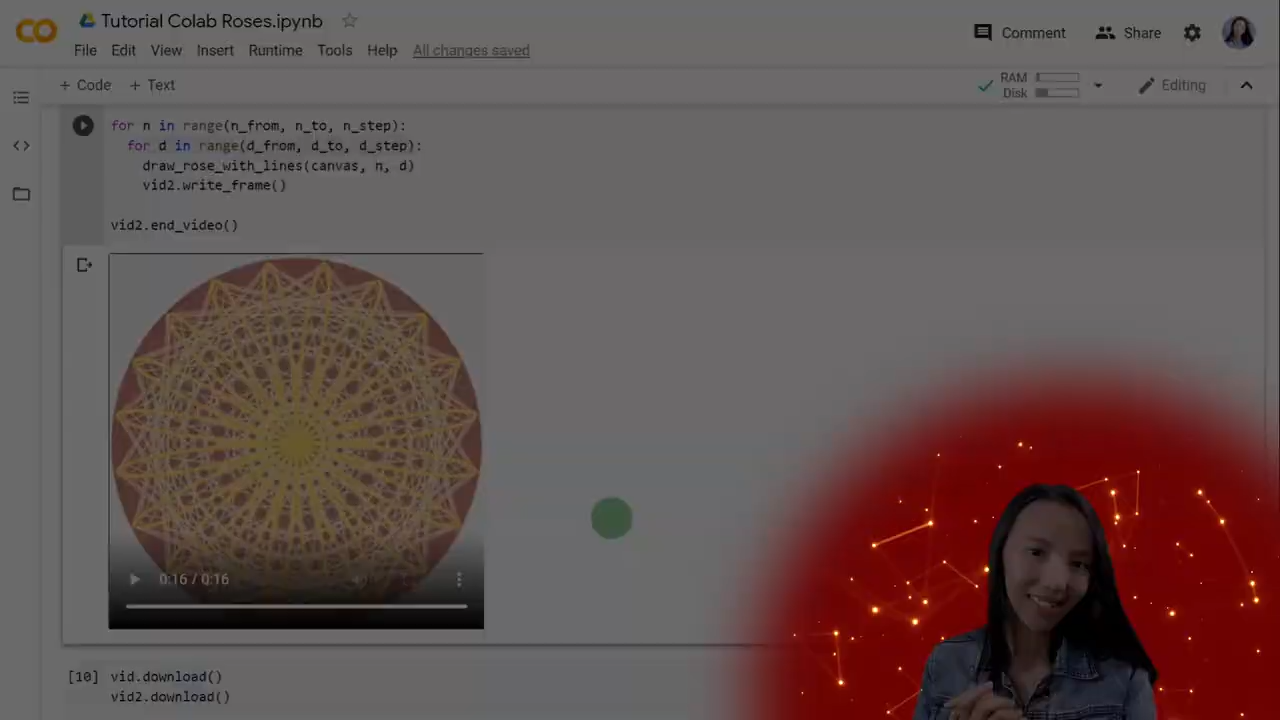 Tutorial Colab Roses.ipynb
File Edit View Insert Runtime Tools Help All changes saved
Comment Share
+ Code + Text
RAM
Disk
Editing
for n in range(n_from, n_to, n_step):
for d in range(d_from, d_to, d_step):
draw_rose_with_lines(canvas, n, d)
vid2.write_frame()
vid2.end_video()
0:16 / 0:16
[10] vid.download()
vid2.download()